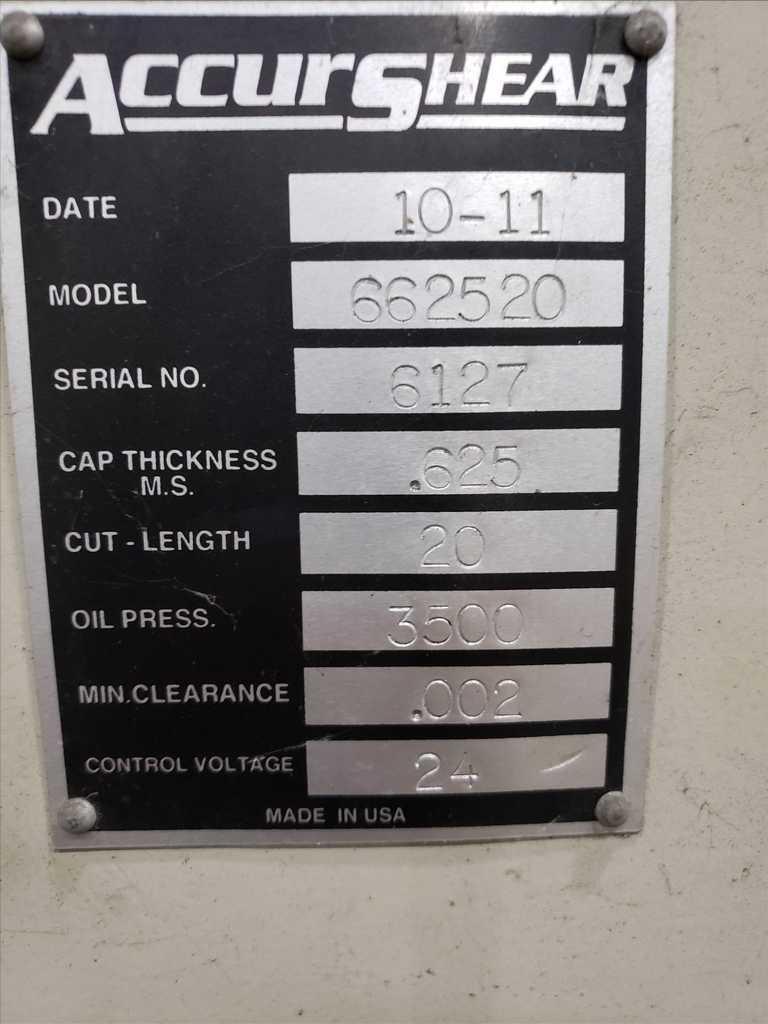 ACCURSHEAR
DATE 10-11
MODEL 662520
SERIAL NO. 6127
CAP THICKNESS M.S. .625
CUT - LENGTH 20
OIL PRESS. 3500
MIN. CLEARANCE .002
CONTROL VOLTAGE 24
MADE IN USA